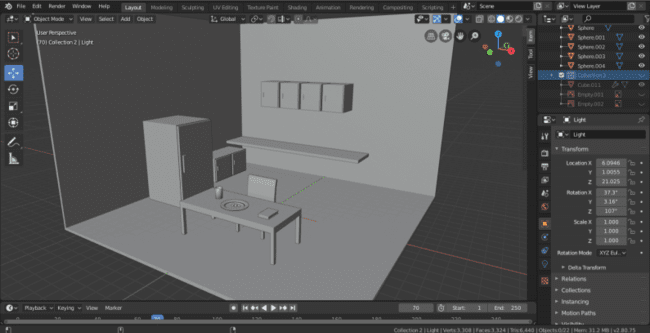 File Edit Render Window Help Layout Modeling Sculpting UV Editing Texture Paint Shading Animation Rendering Compositing Scripting Scene View Layer
Object Mode View Select Add Object Global
User Perspective
(70) Collection 2 | Light
Item
Tool
View
Sphere
Sphere.001
Sphere.002
Sphere.003
Sphere.004
Collection 2
Cube.011
Empty.001
Empty.002
Light
Light
Transform
Location X 6.0946
Y 1.0055
Z 21.025
Rotation X 37.3°
Y 3.16°
Z 107°
Scale X 1.000
Y 1.000
Z 1.000
Rotation Mode XYZ Eul..
Delta Transform
Relations
Collections
Instancing
Motion Paths
Visibility
Playback Keying View Marker 70 Start: 1 End: 250
Collection 2 | Light | Verts:5,308 | Faces:3,324 | Tris:6,440 | Objects:0/22 | Mem: 31.2 MB | v2.80.75